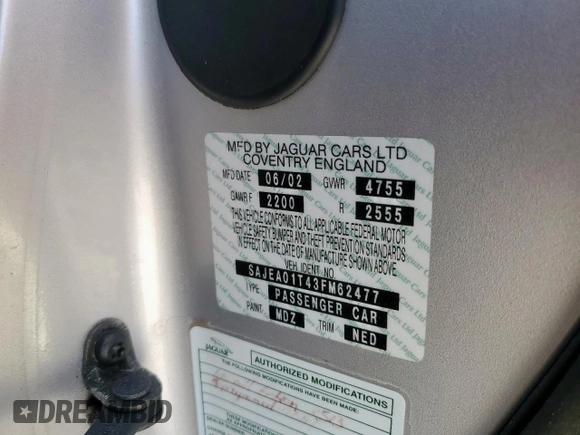 MFD BY JAGUAR CARS LTD
COVENTRY ENGLAND
MFD DATE 06/02 GVWR 4755
GAWR F 2200 R 2555
THIS VEHICLE CONFORMS TO ALL APPLICABLE FEDERAL MOTOR
VEHICLE SAFETY BUMPER AND THEFT PREVENTION STANDARDS
IN EFFECT ON THE DATE OF MANUFACTURE SHOWN ABOVE
VEH. IDENT NO.
SAJEA01T43FM62477
TYPE PASSENGER CAR
PAINT MDZ TRIM NED
JAGUAR
AUTHORIZED MODIFICATIONS
THE FOLLOWING MODIFICATIONS HAVE BEEN MADE:
THESE MODIFICATIONS
DREAMBID